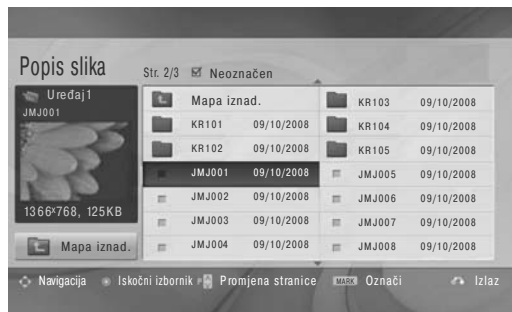 Popis slika
Str. 2/3 Neoznačen
Uređaj1
JMJ001
1366x768, 125KB
Mapa iznad.
Mapa iznad.
KR101 09/10/2008
KR102 09/10/2008
JMJ001 09/10/2008
JMJ002 09/10/2008
JMJ003 09/10/2008
JMJ004 09/10/2008
KR103 09/10/2008
KR104 09/10/2008
KR105 09/10/2008
JMJ005 09/10/2008
JMJ006 09/10/2008
JMJ007 09/10/2008
JMJ008 09/10/2008
Navigacija Iskočni izbornik P Promjena stranice MARK Označi Izlaz